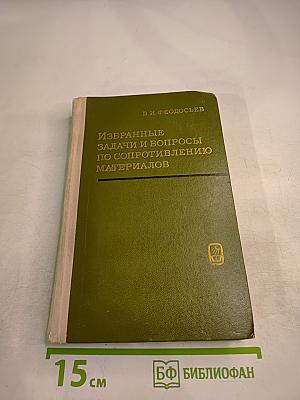 В. И. ФЕОДОСЬЕВ
ИЗБРАННЫЕ
ЗАДАЧИ И ВОПРОСЫ
ПО СОПРОТИВЛЕНИЮ
МАТЕРИАЛОВ
15 см
БФ БИБЛИОФАН